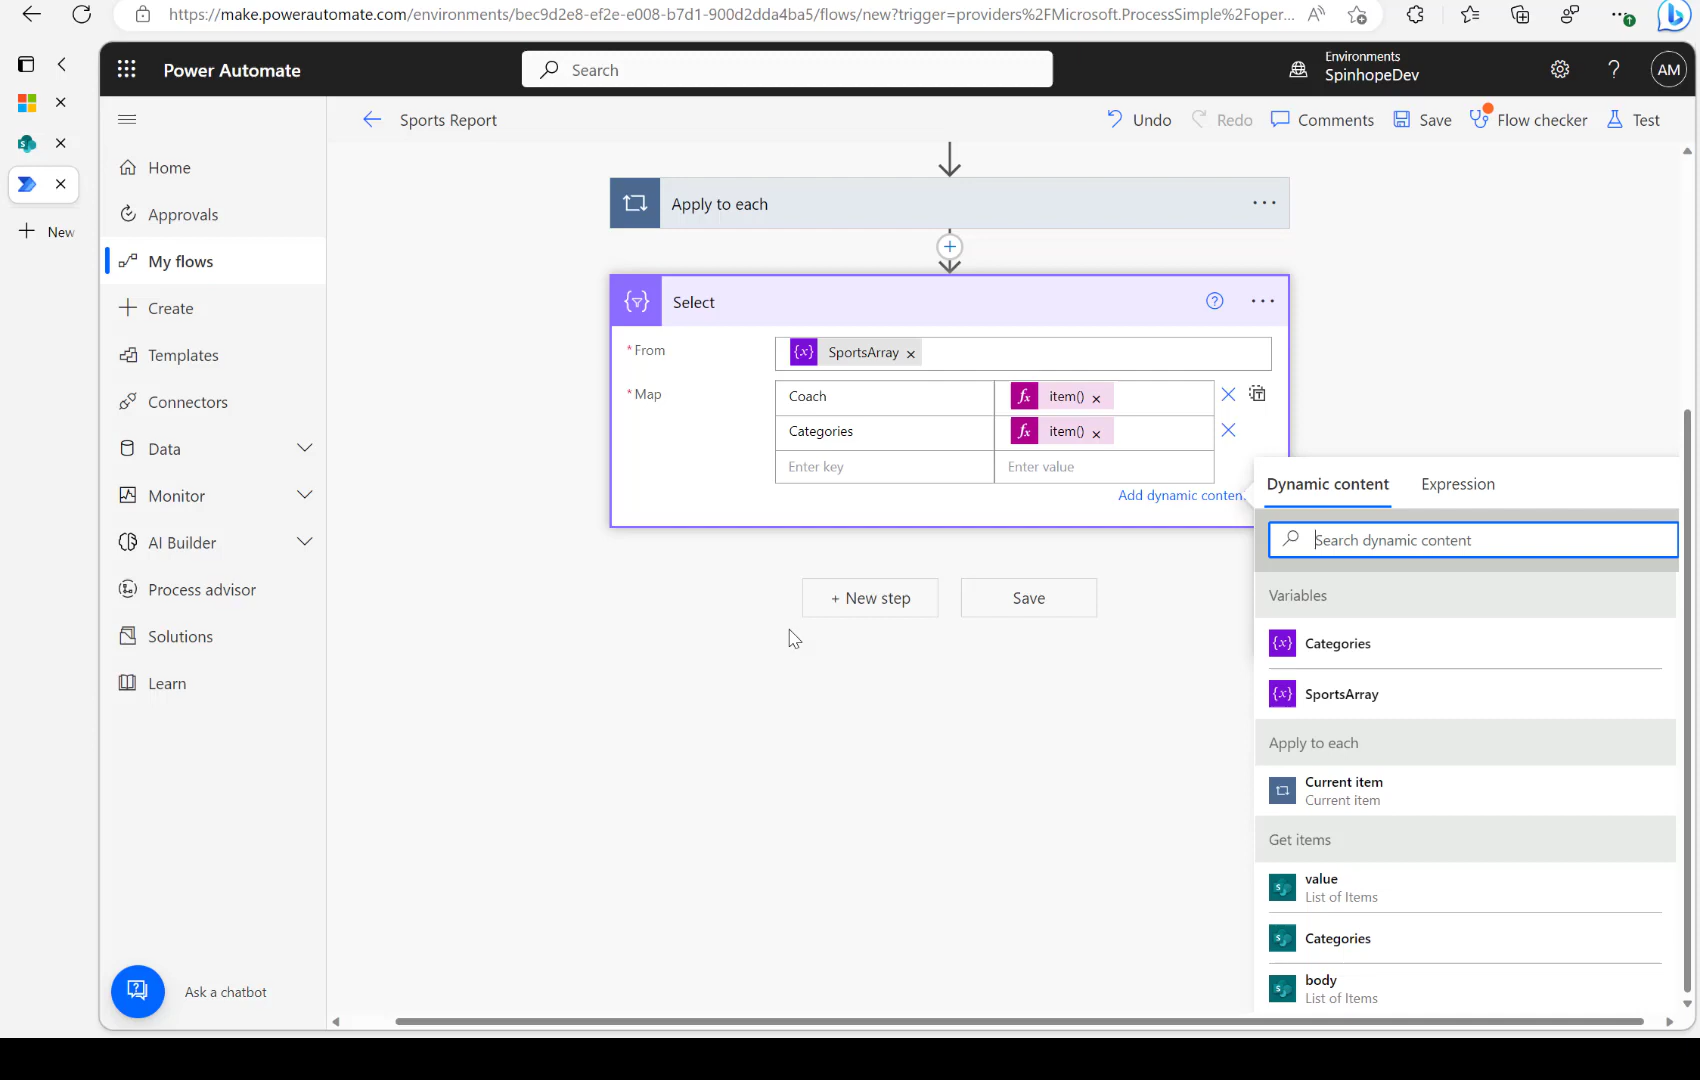 https://make.powerautomate.com/environments/bec9d2e8-ef2e-e008-b7d1-900d2dda4ba5/flows/new?trigger=providers%2FMicrosoft.ProcessSimple%2Foper...
Power Automate
Search
Environments
SpinhopeDev
AM
Sports Report
Undo
Redo
Comments
Save
Flow checker
Test
New
Home
Approvals
My flows
Create
Templates
Connectors
Data
Monitor
AI Builder
Process advisor
Solutions
Learn
Ask a chatbot
Apply to each
Select
* From
SportsArray
* Map
Coach
item()
Categories
item()
Enter key
Enter value
Add dynamic conten
+ New step
Save
Dynamic content
Expression
Search dynamic content
Variables
Categories
SportsArray
Apply to each
Current item
Current item
Get items
value
List of Items
Categories
body
List of Items